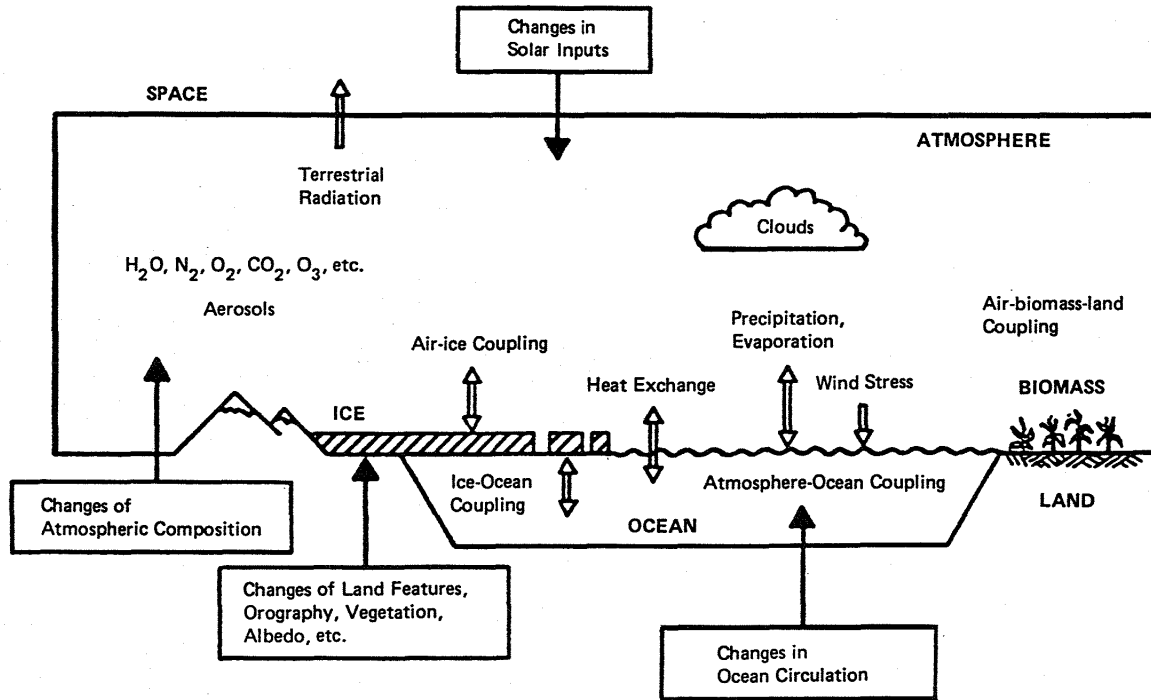 Changes in
Solar Inputs
SPACE
ATMOSPHERE
Terrestrial
Radiation
Clouds
H₂O, N₂, O₂, CO₂, O₃, etc.
Aerosols
Air-biomass-land
Coupling
Precipitation,
Evaporation
Air-ice Coupling
Heat Exchange
Wind Stress
BIOMASS
ICE
Ice-Ocean
Coupling
Atmosphere-Ocean Coupling
LAND
OCEAN
Changes of
Atmospheric Composition
Changes of Land Features,
Orography, Vegetation,
Albedo, etc.
Changes in
Ocean Circulation